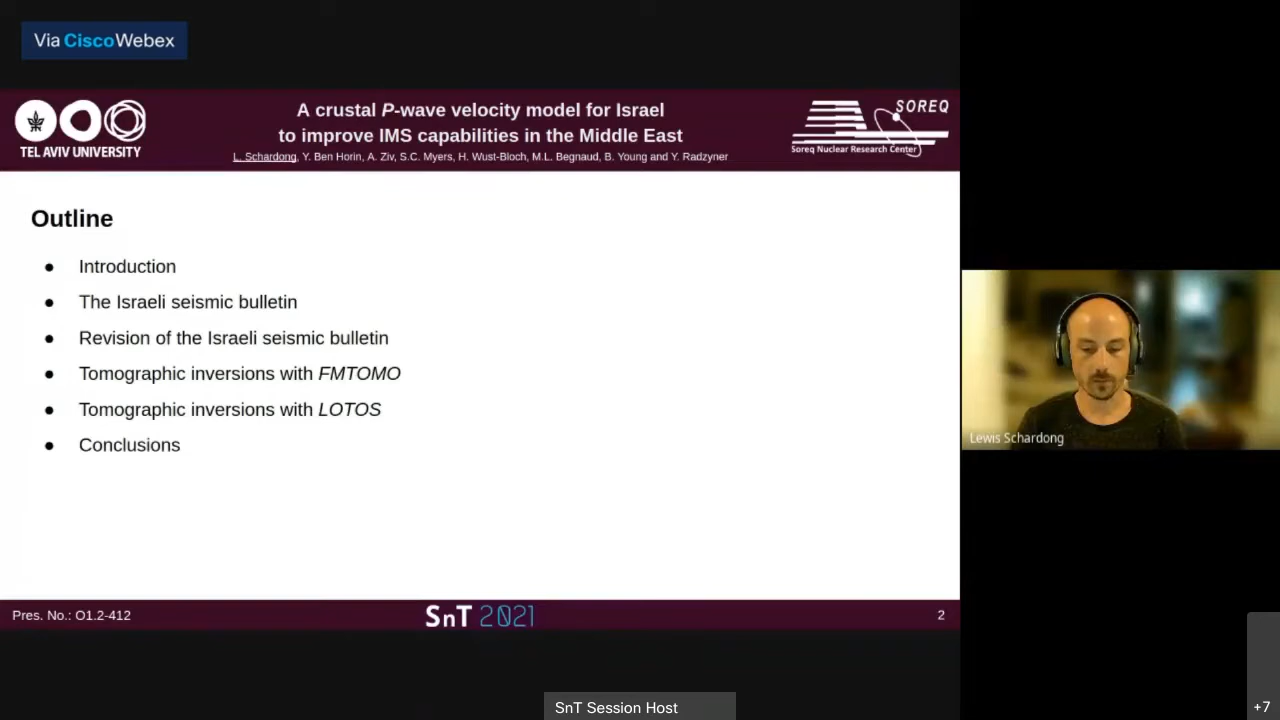 Via CiscoWebex
TEL AVIV UNIVERSITY
A crustal P-wave velocity model for Israel
to improve IMS capabilities in the Middle East
L. Schardong, Y. Ben Horin, A. Ziv, S.C. Myers, H. Wust-Bloch, M.L. Begnaud, B. Young and Y. Radzyner
SOREQ
Soreq Nuclear Research Center
Outline
● Introduction
● The Israeli seismic bulletin
● Revision of the Israeli seismic bulletin
● Tomographic inversions with FMTOMO
● Tomographic inversions with LOTOS
● Conclusions
Lewis Schardong
Pres. No.: O1.2-412
SnT 2021
2
SnT Session Host
+7